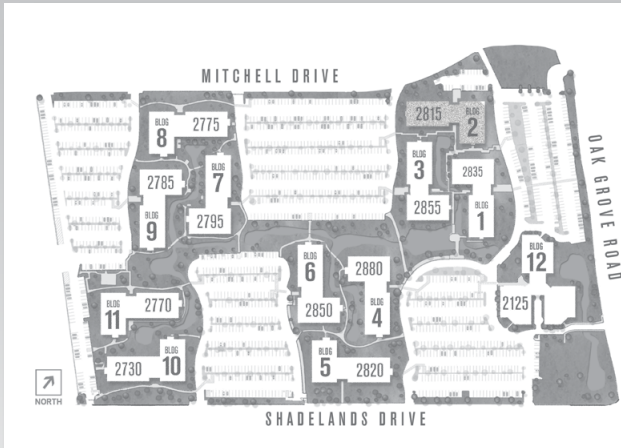 MITCHELL DRIVE
BLDG
8
2775
2815
BLDG
2
BLDG
3
2835
2785
BLDG
7
BLDG
9
2795
2855
BLDG
1
OAK GROVE ROAD
BLDG
6
2880
BLDG
12
BLDG
11
2770
2850
BLDG
4
2125
2730
BLDG
10
BLDG
5
2820
NORTH
SHADELANDS DRIVE